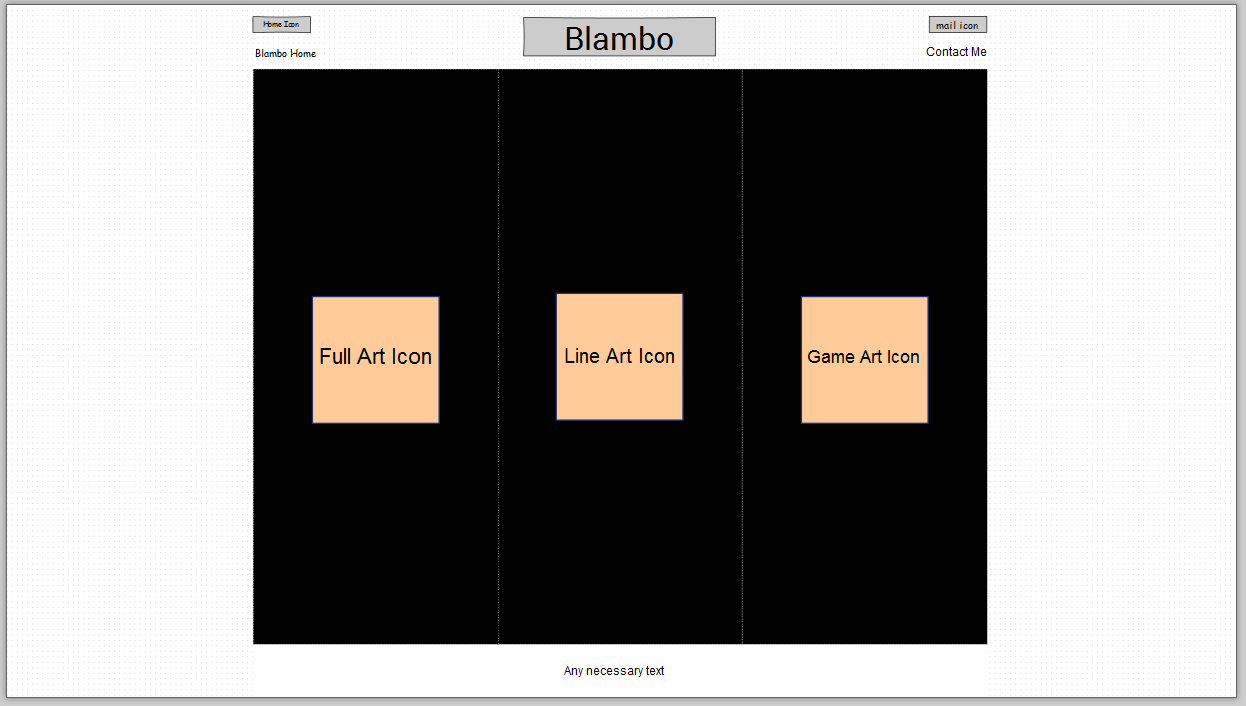 Home Icon
Blambo
mail icon
Blambo Home
Contact Me
Full Art Icon
Line Art Icon
Game Art Icon
Any necessary text